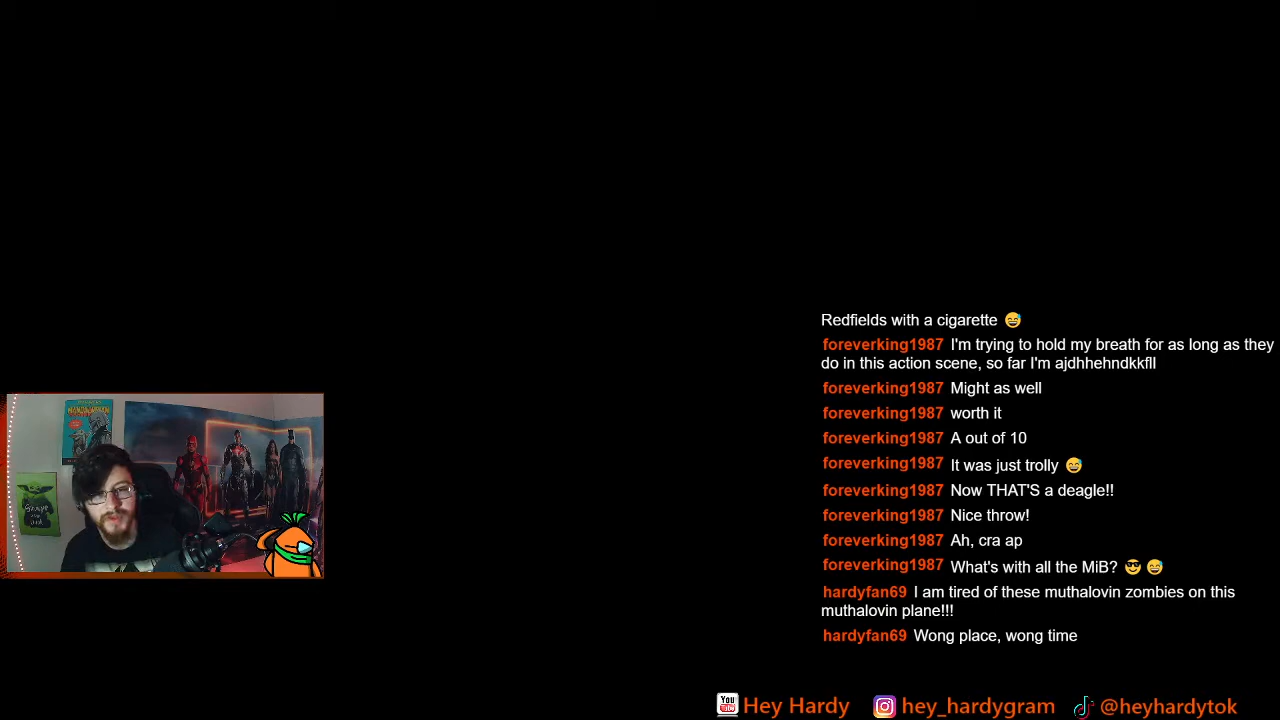 Redfields with a cigarette 😅
foreverking1987 I'm trying to hold my breath for as long as they
do in this action scene, so far I'm ajdhhehndkkfll
foreverking1987 Might as well
foreverking1987 worth it
foreverking1987 A out of 10
foreverking1987 It was just trolly 😅
foreverking1987 Now THAT'S a deagle!!
foreverking1987 Nice throw!
foreverking1987 Ah, cra ap
foreverking1987 What's with all the MiB? 😎 😅
hardyfan69 I am tired of these muthalovin zombies on this
muthalovin plane!!!
hardyfan69 Wong place, wong time
You Tube Hey Hardy hey_hardygram @heyhardytok